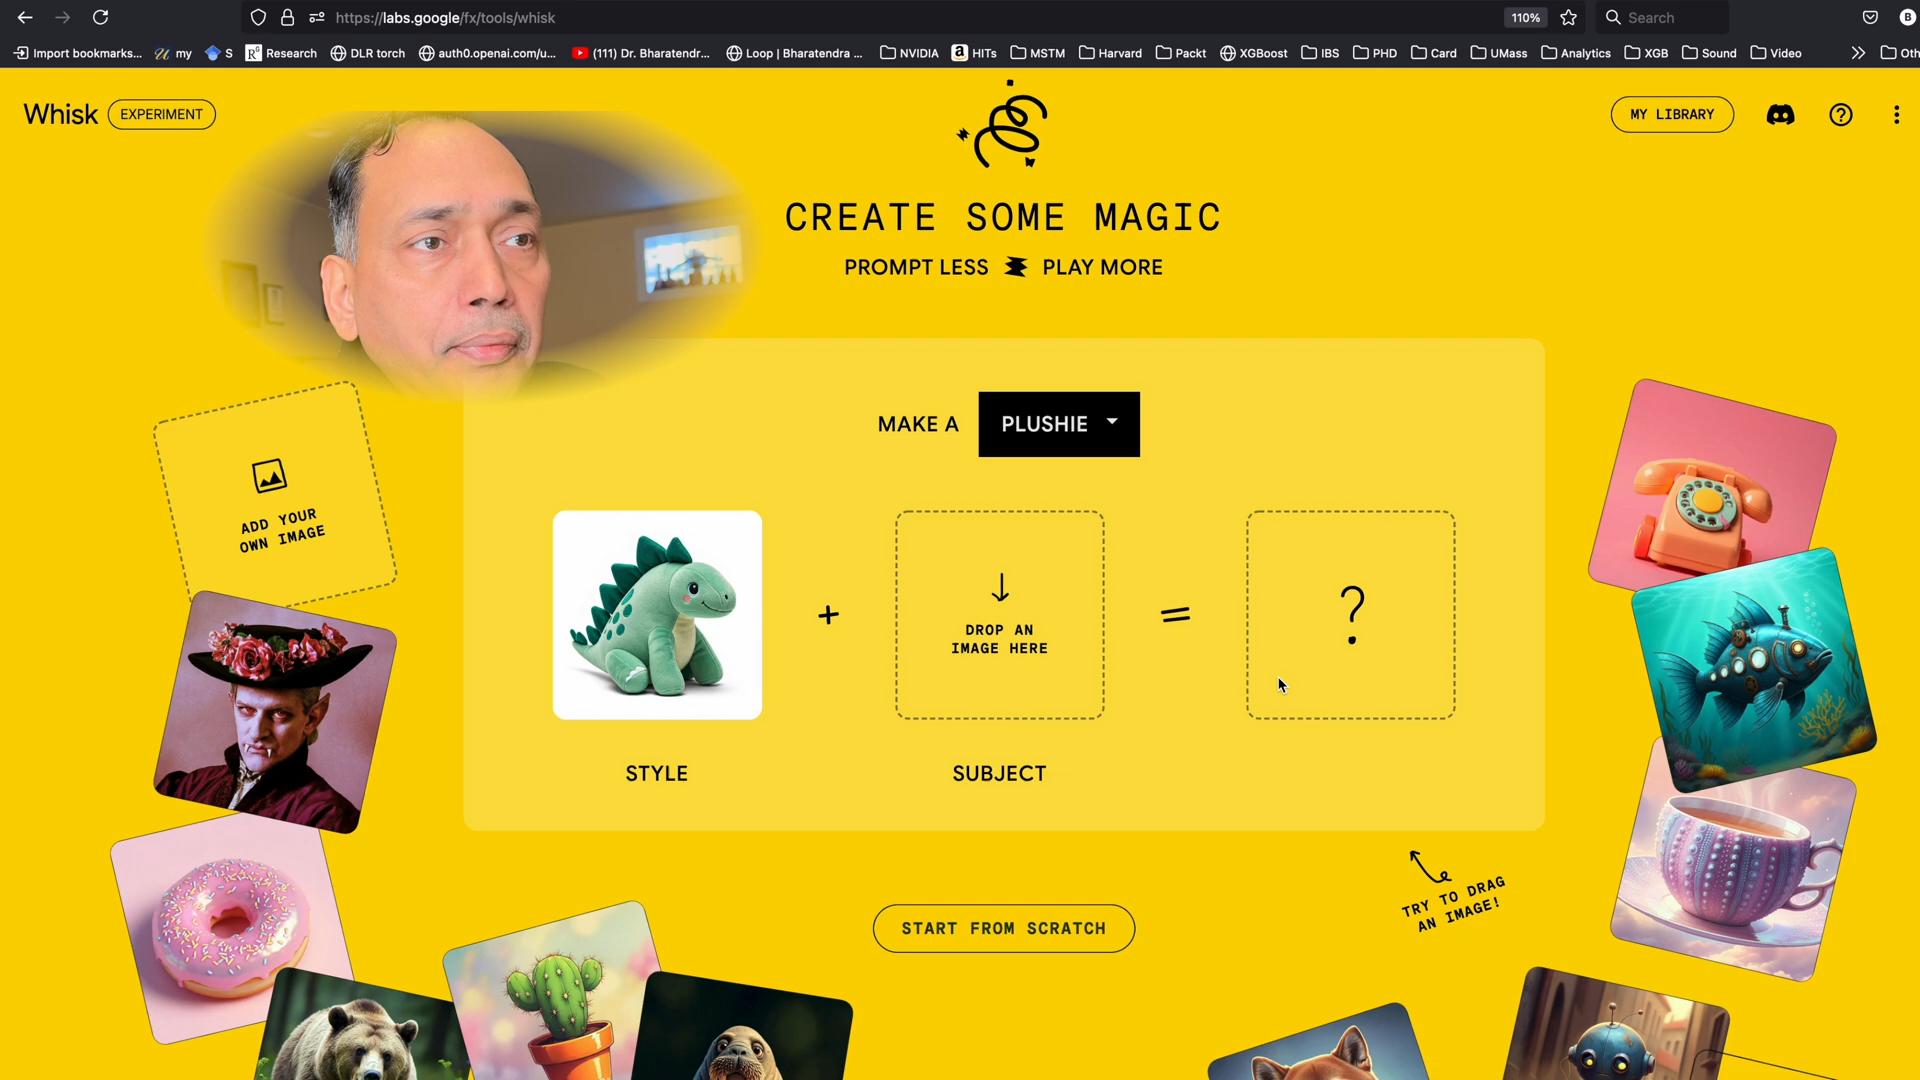 https://labs.google/fx/tools/whisk
110%
Search
B
Import bookmarks...
my
S
Research
DLR torch
auth0.openai.com/u...
(111) Dr. Bharatendr...
Loop | Bharatendra ...
NVIDIA
HITs
MSTM
Harvard
Packt
XGBoost
IBS
PHD
Card
UMass
Analytics
XGB
Sound
Video
Oth
Whisk
EXPERIMENT
MY LIBRARY
CREATE SOME MAGIC
PROMPT LESS PLAY MORE
MAKE A PLUSHIE
ADD YOUR
OWN IMAGE
+
DROP AN
IMAGE HERE
=
?
STYLE
SUBJECT
TRY TO DRAG
AN IMAGE!
START FROM SCRATCH